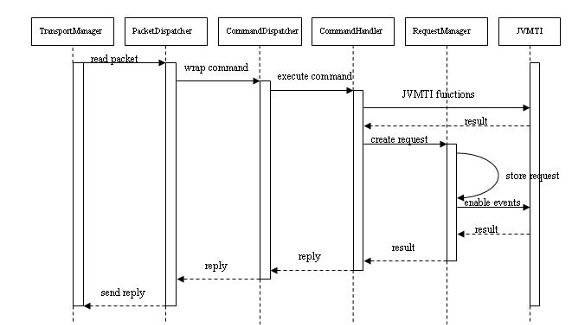 TransportManager PacketDispatcher CommandDispatcher CommandHandler RequestManager JVMTI
read packet
wrap command
execute command
JVMTI functions
result
create request
store request
enable events
result
result
reply
reply
send reply